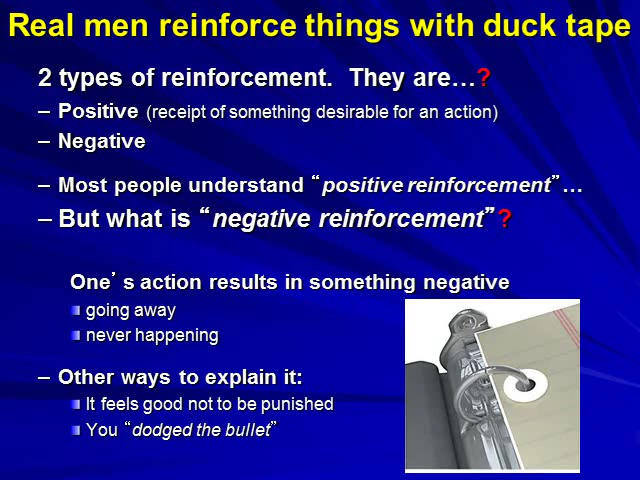 Real men reinforce things with duck tape
2 types of reinforcement. They are…?
– Positive (receipt of something desirable for an action)
– Negative
– Most people understand “positive reinforcement”…
– But what is “negative reinforcement”?
One’s action results in something negative
going away
never happening
– Other ways to explain it:
It feels good not to be punished
You “dodged the bullet”